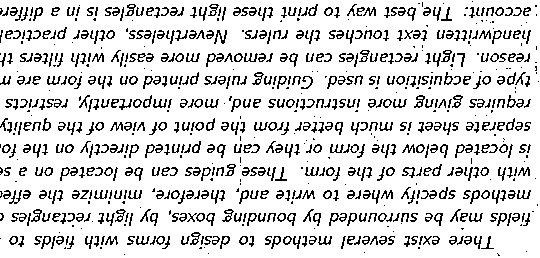 There exist several methods to design forms with fields to
fields may be surrounded by bounding boxes, by light rectangles
methods specify where to write and, therefore, minimize the
with other parts of the form. These guides can be located on a
is located below the form or they can be printed directly on the
separate sheet is much better from the point of view of the quality
requires giving more instructions and, more importantly, restricts
type of acquisition is used. Guiding rulers printed on the form are
reason. Light rectangles can be removed more easily with filters
handwritten text touches the rulers. Nevertheless, other
account: The best way to print these light rectangles is in a